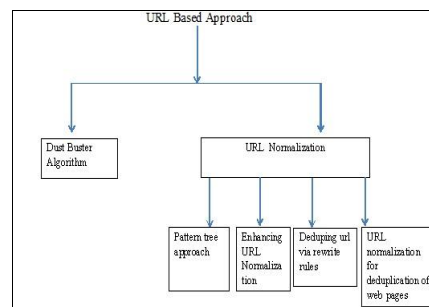 URL Based Approach
Dust Buster
Algorithm
URL Normalization
Pattern tree
approach
Enhancing
URL
Normaliza
tion
Deduping url
via rewrite
rules
URL
normalization
for
deduplication of
web pages